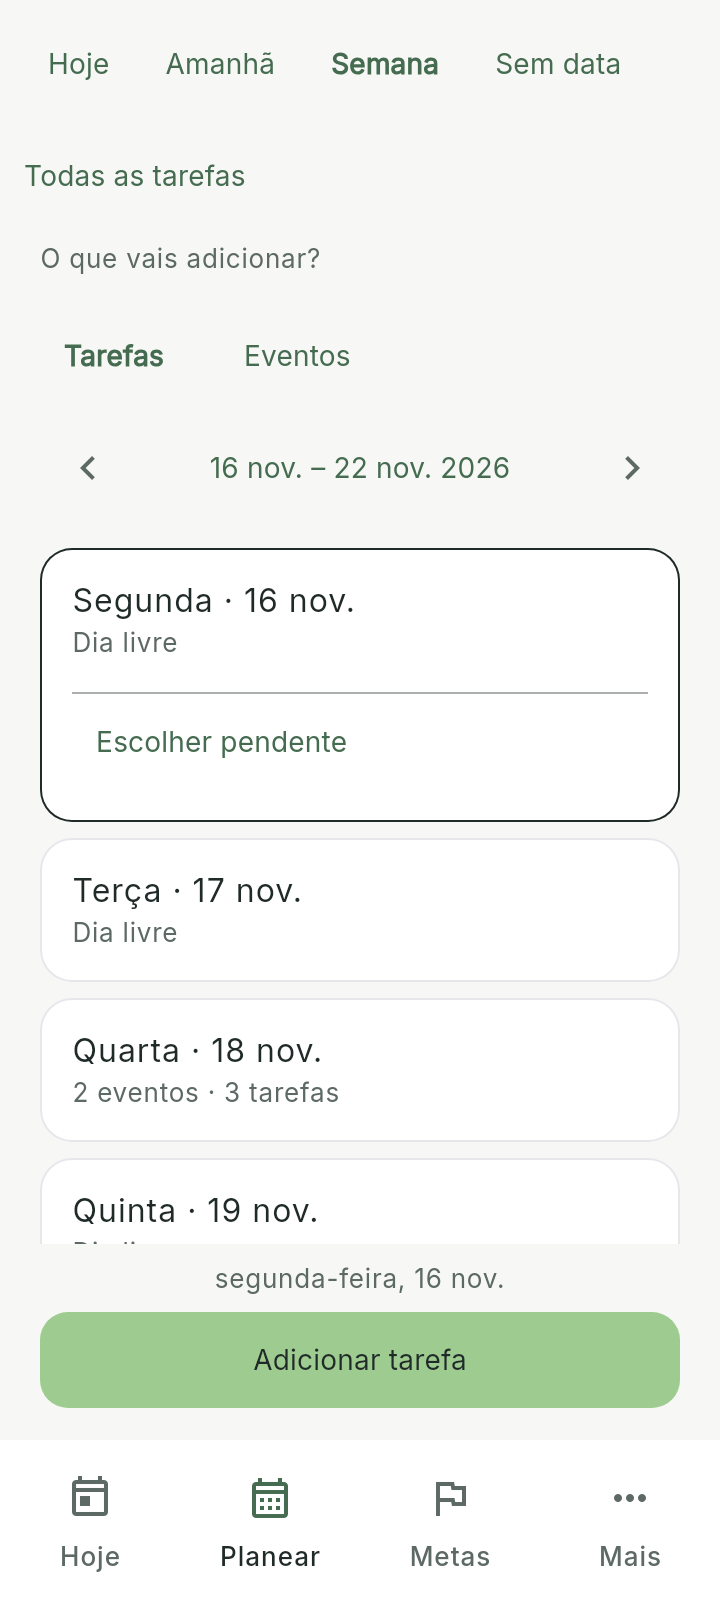 Hoje Amanhã Semana Sem data
Todas as tarefas
O que vais adicionar?
Tarefas Eventos
16 nov. – 22 nov. 2026
Segunda · 16 nov.
Dia livre
Escolher pendente
Terça · 17 nov.
Dia livre
Quarta · 18 nov.
2 eventos · 3 tarefas
Quinta · 19 nov.
segunda-feira, 16 nov.
Adicionar tarefa
Hoje Planear Metas Mais